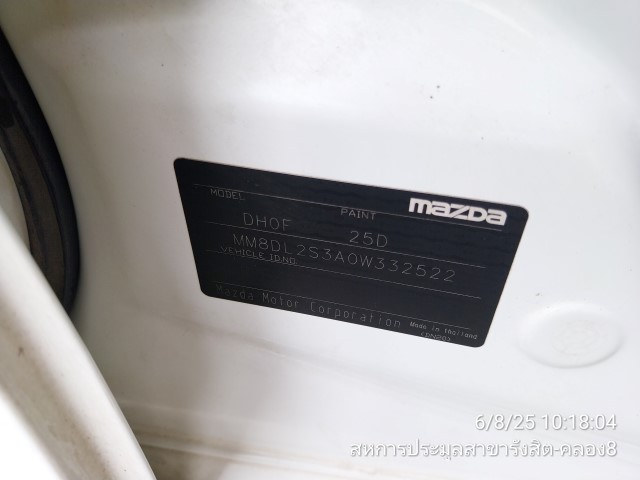 mazda
MODEL PAINT
DH0F 25D
MM8DL2S3A0W332522
VEHICLE ID.NO.
Mazda Motor Corporation Made in Thailand
6/8/25 10:18:04
สหการประมูลสาขารังสิต-คลอง8